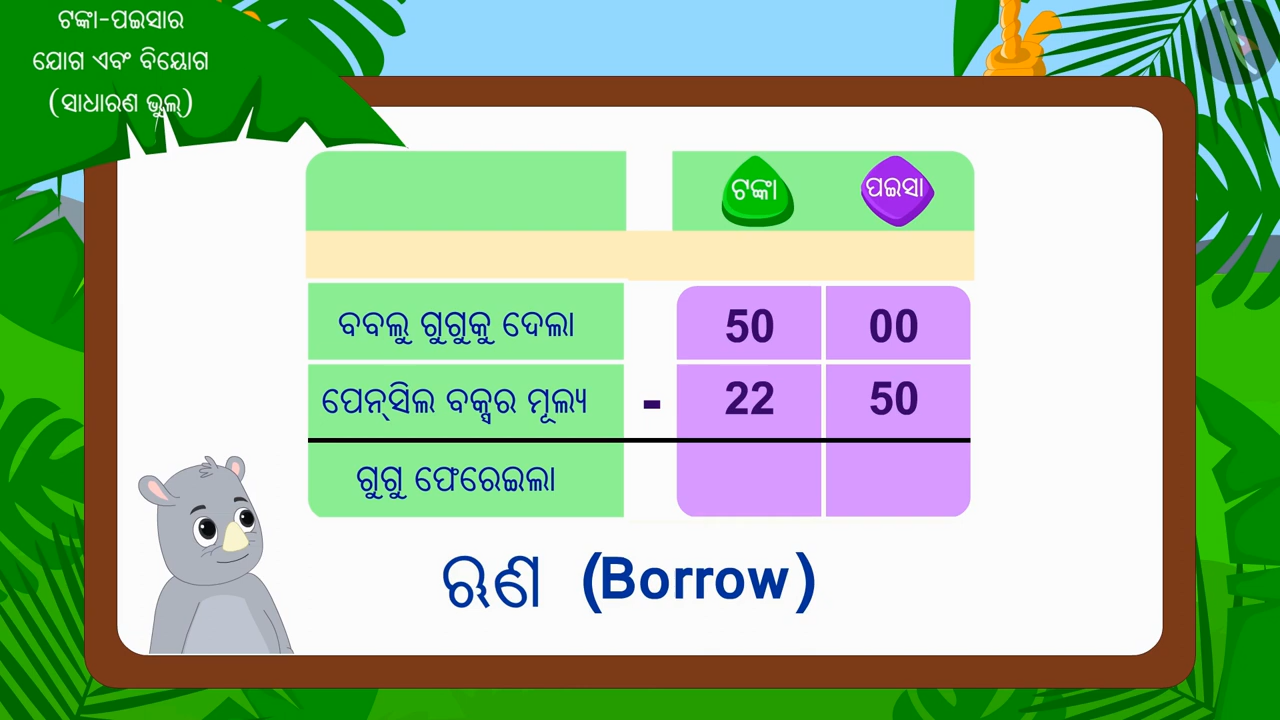 ଟଙ୍କା-ପଇସାର
ଯୋଗ ଏବଂ ବିୟୋଗ
(ସାଧାରଣ ଭୁଲ୍)
ଟଙ୍କା ପଇସା
ବବଲୁ ଗୁଗୁକୁ ଦେଲା 50 00
ପେନ୍‌ସିଲ ବକ୍ସର ମୂଲ୍ୟ - 22 50
ଗୁଗୁ ଫେରେଇଲା
ଋଣ (Borrow)